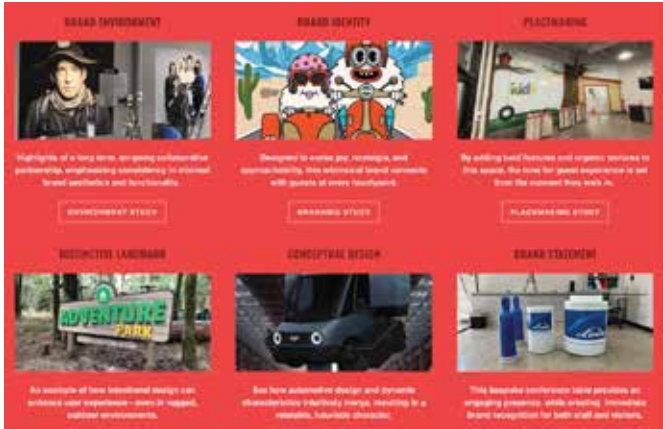 BRAND ENVIRONMENT
BRAND IDENTITY
PLACEMAKING
kids
Highlights of a long term, on-going collaborative
partnership, emphasizing consistency in
brand aesthetics and functionality.
Designed to evoke joy, nostalgia, and
approachability, this whimsical brand connects
with guests at every touchpoint.
By adding bold features and organic textures to
this space, the tone for guest experience is set
from the moment they walk in.
ENVIRONMENT STUDY
BRANDING STUDY
PLACEMAKING STUDY
DISTINCTIVE LANDMARK
CONCEPTUAL DESIGN
BRAND STATEMENT
ADVENTURE
PARK
An example of how intentional design can
enhance user experience—even in rugged,
outdoor environments.
See how automotive design and dynamic
characteristics intuitively merge, resulting in a
relatable, futuristic character.
This bespoke conference table provides an
engaging presence, while creating immediate
brand recognition for both staff and visitors.